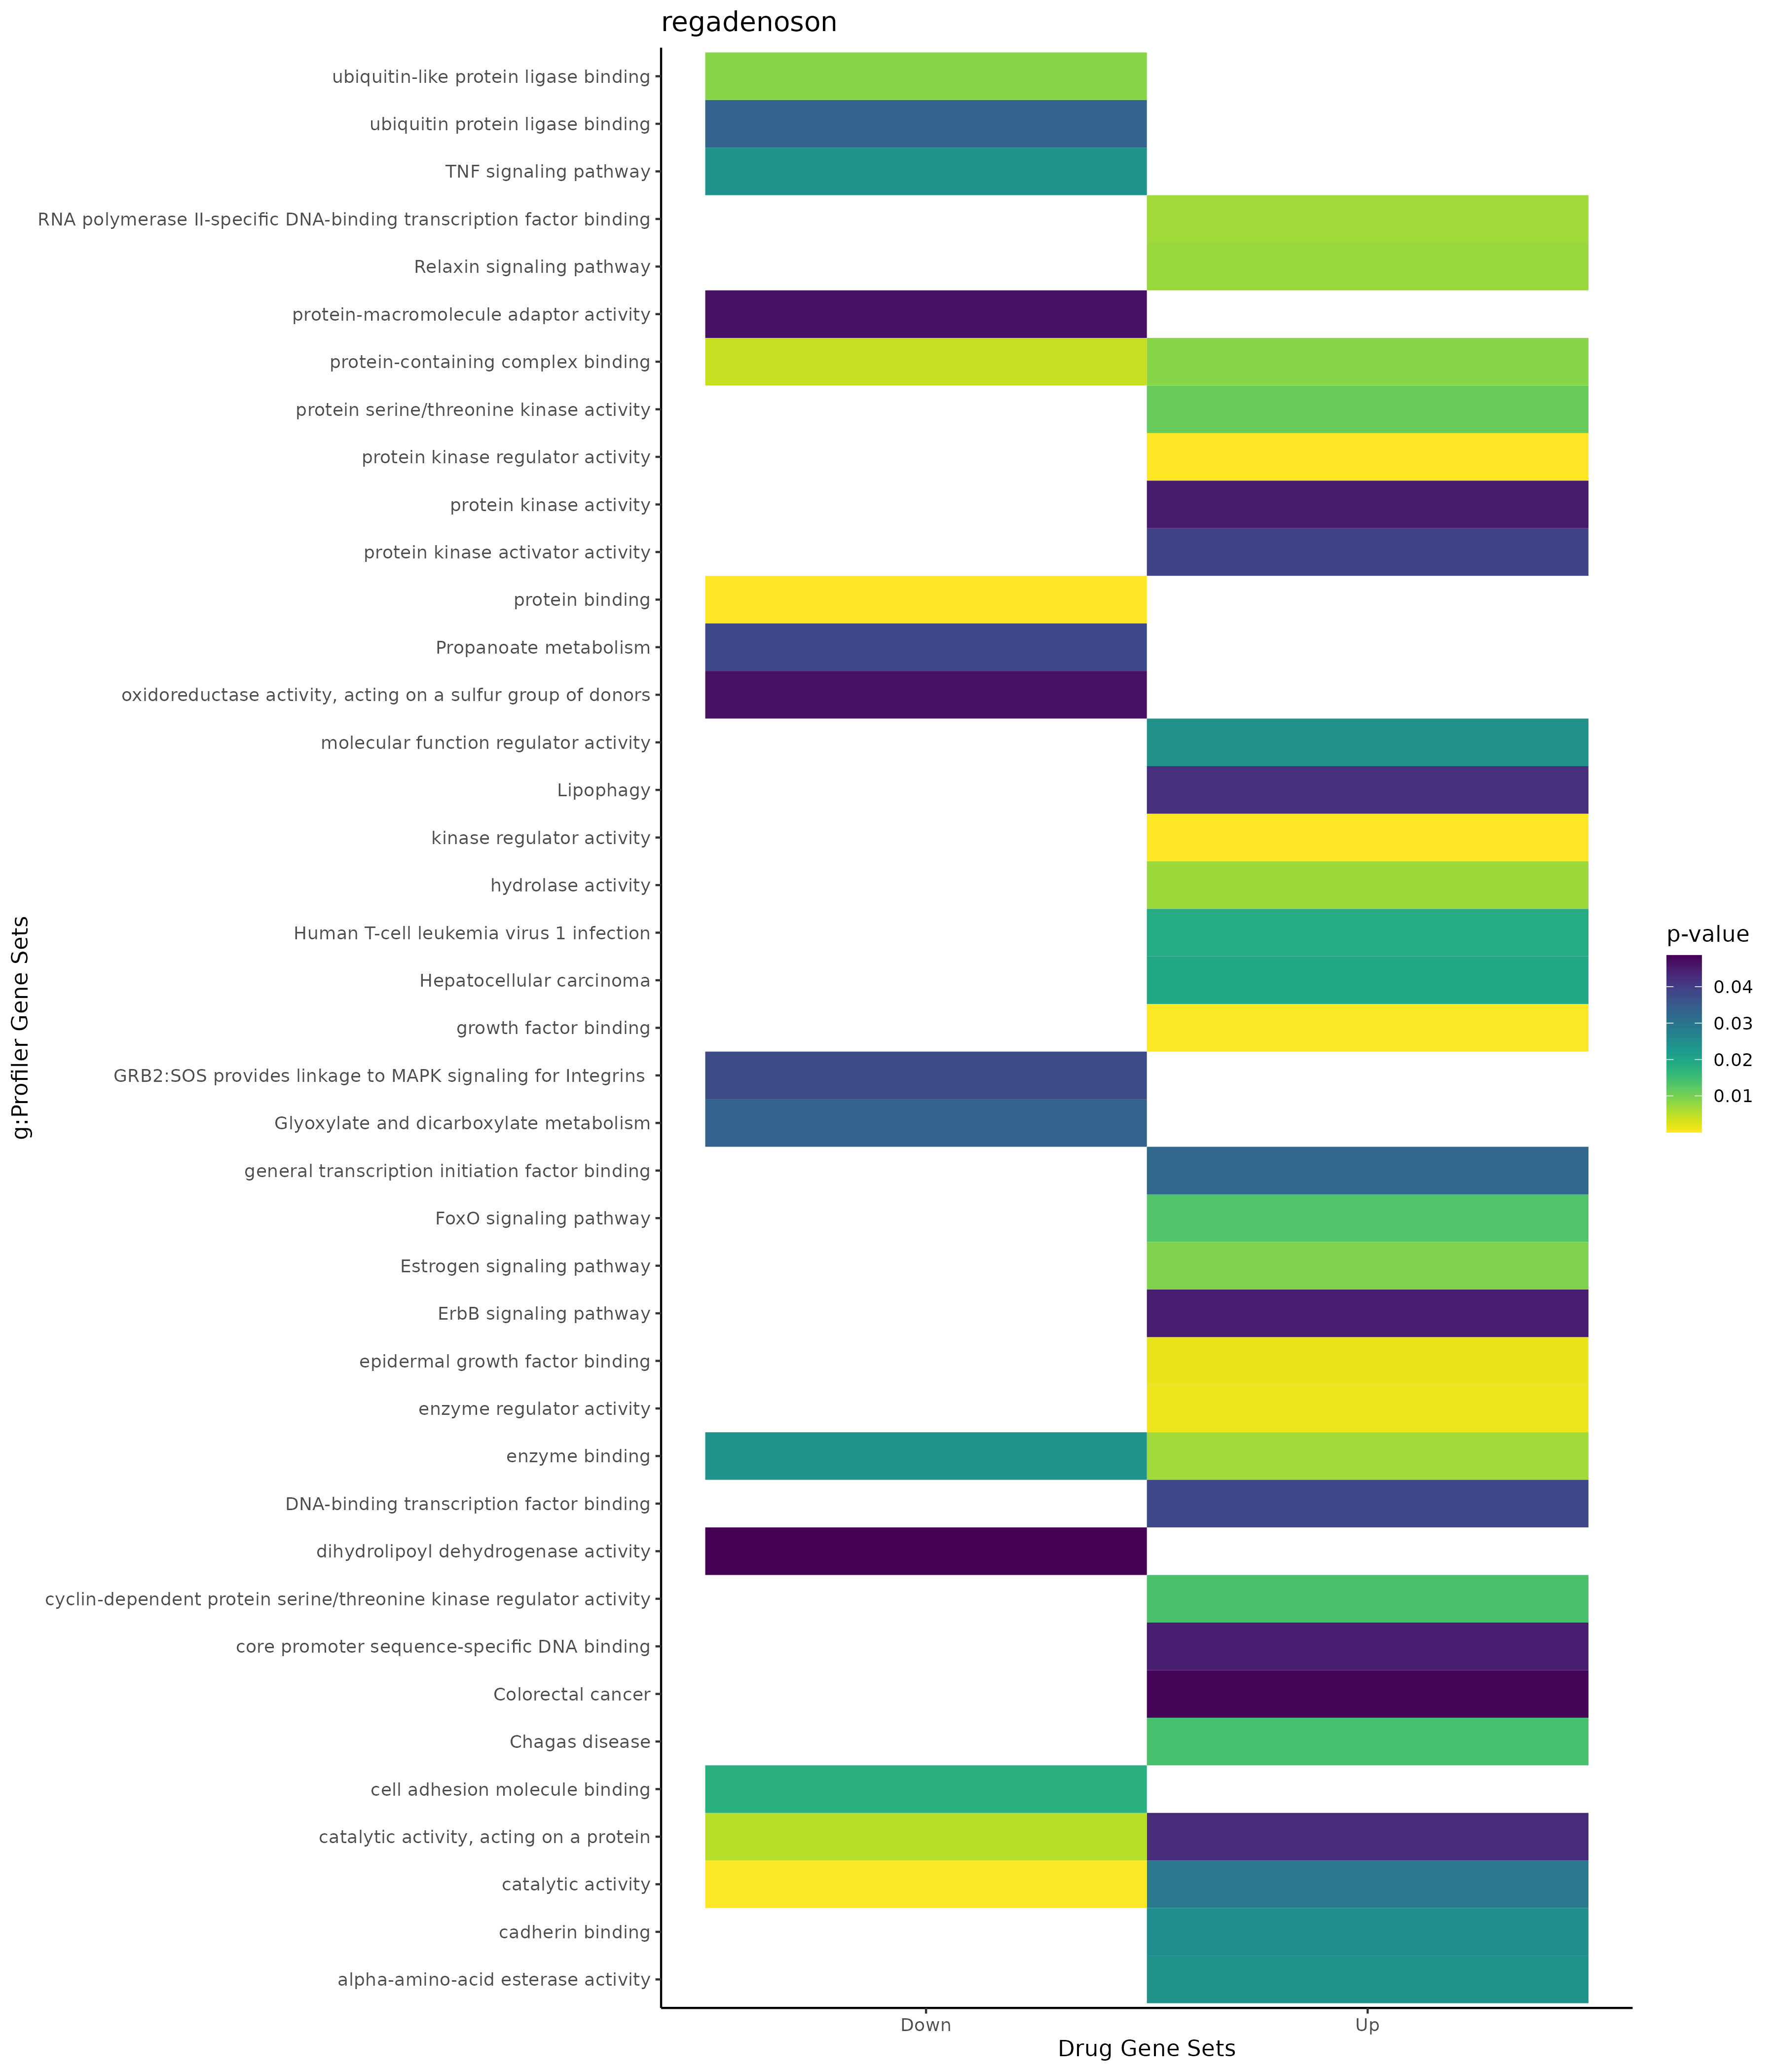 regadenoson
ubiquitin-like protein ligase binding
ubiquitin protein ligase binding
TNF signaling pathway
RNA polymerase II-specific DNA-binding transcription factor binding
Relaxin signaling pathway
protein-macromolecule adaptor activity
protein-containing complex binding
protein serine/threonine kinase activity
protein kinase regulator activity
protein kinase activity
protein kinase activator activity
protein binding
Propanoate metabolism
oxidoreductase activity, acting on a sulfur group of donors
molecular function regulator activity
Lipophagy
kinase regulator activity
hydrolase activity
Human T-cell leukemia virus 1 infection
Hepatocellular carcinoma
growth factor binding
GRB2:SOS provides linkage to MAPK signaling for Integrins
Glyoxylate and dicarboxylate metabolism
general transcription initiation factor binding
FoxO signaling pathway
Estrogen signaling pathway
ErbB signaling pathway
epidermal growth factor binding
enzyme regulator activity
enzyme binding
DNA-binding transcription factor binding
dihydrolipoyl dehydrogenase activity
cyclin-dependent protein serine/threonine kinase regulator activity
core promoter sequence-specific DNA binding
Colorectal cancer
Chagas disease
cell adhesion molecule binding
catalytic activity, acting on a protein
catalytic activity
cadherin binding
alpha-amino-acid esterase activity
g:Profiler Gene Sets
Down
Up
Drug Gene Sets
p-value
0.04
0.03
0.02
0.01